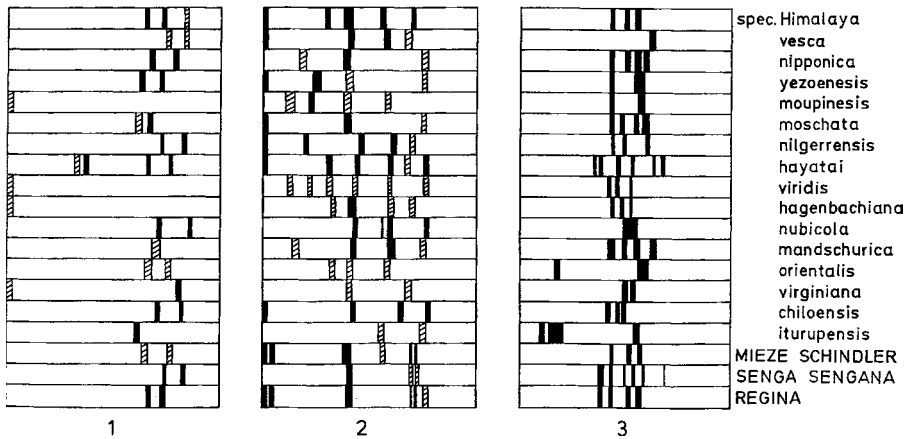 spec. Himalaya
vesca
nipponica
yezoenesis
moupinesis
moschata
nilgerrensis
hayatai
viridis
hagenbachiana
nubicola
mandschurica
orientalis
virginiana
chiloensis
iturupensis
MIEZE SCHINDLER
SENGA SENGANA
REGINA
1 2 3